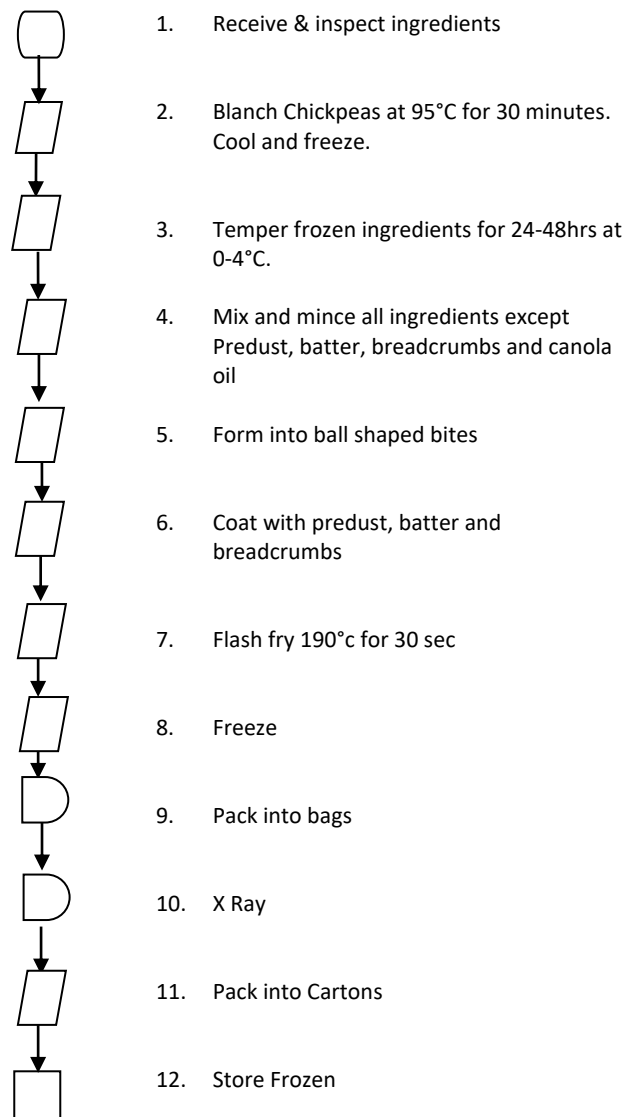 1. Receive & inspect ingredients
2. Blanch Chickpeas at 95°C for 30 minutes.
Cool and freeze.
3. Temper frozen ingredients for 24-48hrs at
0-4°C.
4. Mix and mince all ingredients except
Predust, batter, breadcrumbs and canola
oil
5. Form into ball shaped bites
6. Coat with predust, batter and
breadcrumbs
7. Flash fry 190°c for 30 sec
8. Freeze
9. Pack into bags
10. X Ray
11. Pack into Cartons
12. Store Frozen